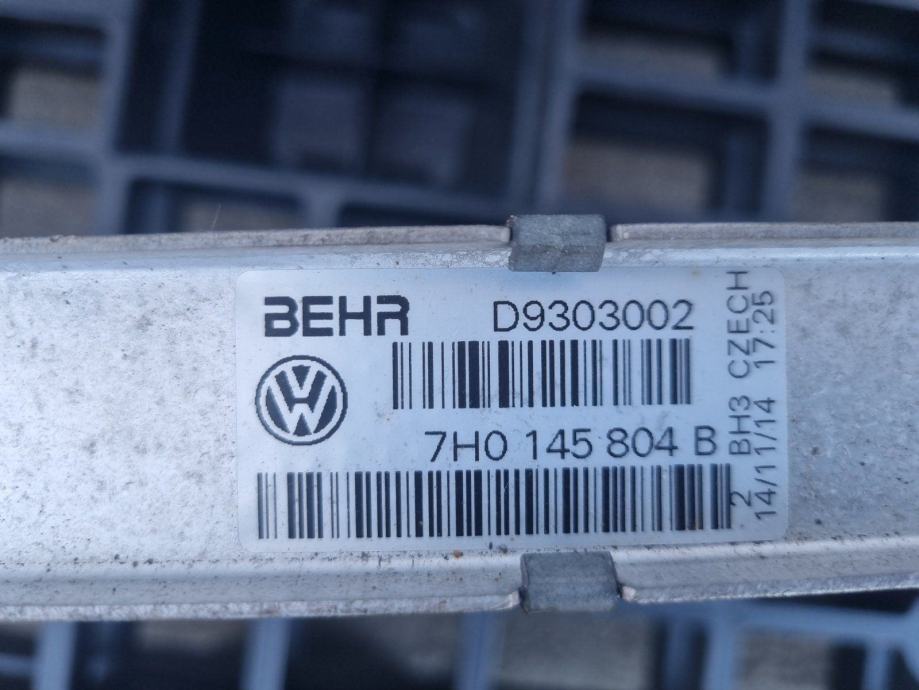 BEHR D9303002
7H0 145 804 B
2 BH3 CZECH
14/11/14 17:25